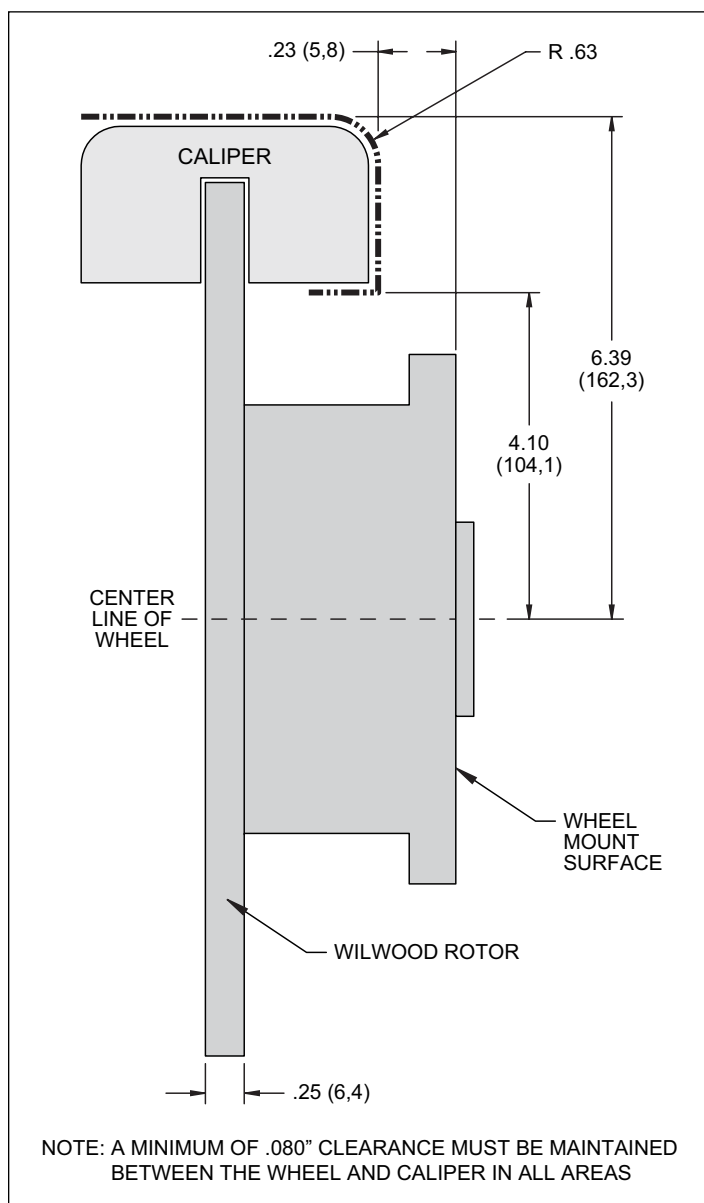 .23 (5,8)
R .63
CALIPER
6.39
(162,3)
4.10
(104,1)
CENTER
LINE OF
WHEEL
WHEEL
MOUNT
SURFACE
WILWOOD ROTOR
.25 (6,4)
NOTE: A MINIMUM OF .080" CLEARANCE MUST BE MAINTAINED
BETWEEN THE WHEEL AND CALIPER IN ALL AREAS